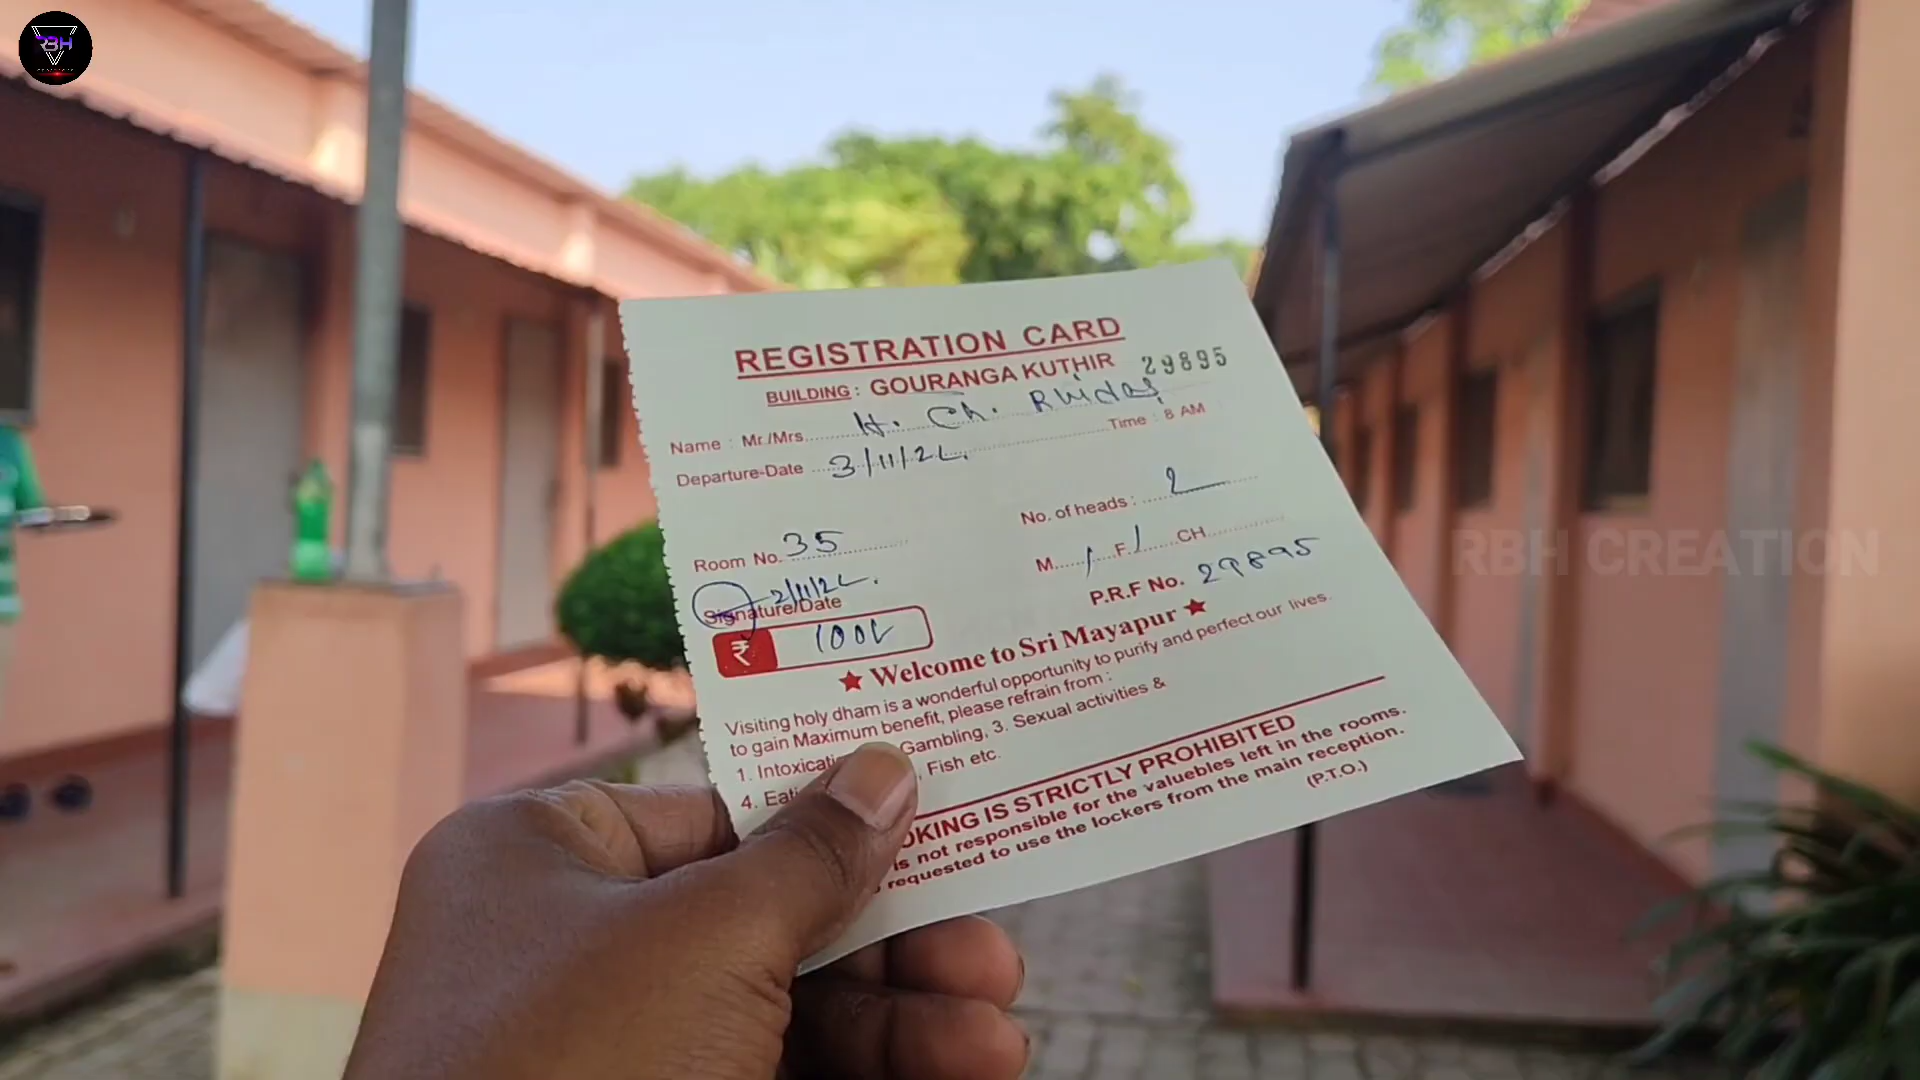 RBH
REGISTRATION CARD
BUILDING : GOURANGA KUTHIR 29895
Name : Mr./Mrs. H. Ch.
Departure-Date 3/11/22 Time : 8 AM
No. of heads : 2
Room No. 35
M. 1 F. 1 CH
2/11/22
Signature/Date
P.R.F No. 29895
₹ 100/
★ Welcome to Sri Mayapur ★
Visiting holy dham is a wonderful opportunity to purify and perfect our lives.
to gain Maximum benefit, please refrain from :
1. Gambling, 3. Sexual activities &
4. Fish etc.
IS STRICTLY PROHIBITED
is not responsible for the valuebles left in the rooms.
requested to use the lockers from the main reception.
(P.T.O.)
RBH CREATION